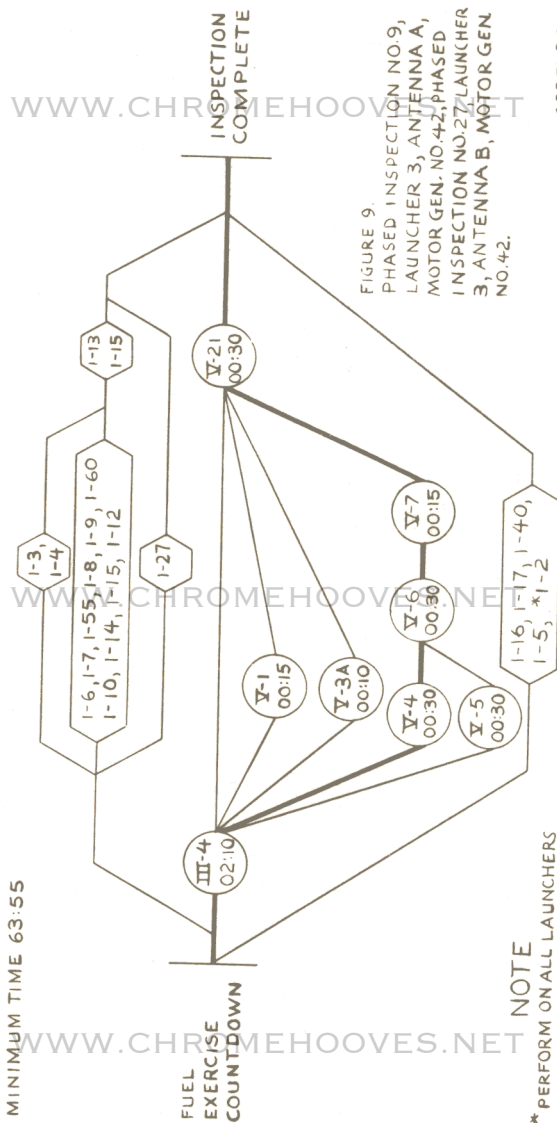 MINIMUM TIME 63:55
FUEL
EXERCISE
COUNTDOWN
III-4
02:10
1-3,
1-4
1-6, 1-7, 1-55, 1-8, 1-9, 1-60
1-10, 1-14, 1-15, 1-12
1-27
1-13
1-15
V-1
00:15
V-3A
00:10
V-4
00:30
V-5
00:30
V-6
00:30
V-7
00:15
V-21
00:30
INSPECTION
COMPLETE
1-16, 1-17, 1-40,
1-5, *1-2
NOTE
* PERFORM ON ALL LAUNCHERS
FIGURE 9.
PHASED INSPECTION NO.9,
LAUNCHER 3, ANTENNA A,
MOTOR GEN. NO.42, PHASED
INSPECTION NO.27, LAUNCHER
3, ANTENNA B, MOTOR GEN.
NO.42.
WWW.CHROMEHOOVES.NET
WWW.CHROMEHOOVES.NET
WWW.CHROMEHOOVES.NET